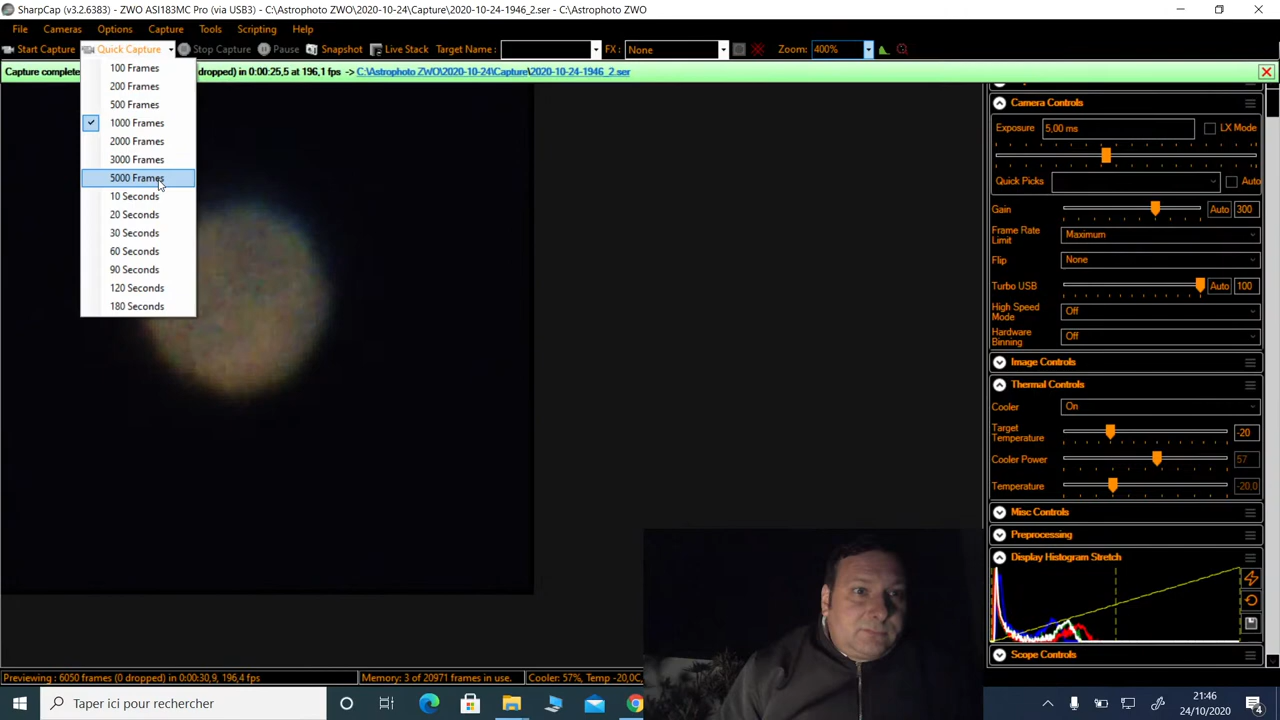 SharpCap (v3.2.6383) - ZWO ASI183MC Pro (via USB3) - C:\Astrophoto ZWO\2020-10-24\Capture\2020-10-24-1946_2.ser
File Cameras Options Capture Tools Scripting Help
Start Capture Quick Capture Stop Capture Pause Snapshot Live Stack Target Name : FX : None Zoom: 400%
Capture complete dropped) in 0:00:25,5 at 196,1 fps -> C:\Astrophoto ZWO\2020-10-24\Capture\2020-10-24-1946_2.ser
100 Frames
200 Frames
500 Frames
1000 Frames
2000 Frames
3000 Frames
5000 Frames
10 Seconds
20 Seconds
30 Seconds
60 Seconds
90 Seconds
120 Seconds
180 Seconds
Camera Controls
Exposure 5,00 ms LX Mode
Quick Picks Auto
Gain Auto 300
Frame Rate
Limit Maximum
Flip None
Turbo USB Auto 100
High Speed
Mode Off
Hardware
Binning Off
Image Controls
Thermal Controls
Cooler On
Target
Temperature -20
Cooler Power 57
Temperature -20,0
Misc Controls
Preprocessing
Display Histogram Stretch
Scope Controls
Previewing : 6050 frames (0 dropped) in 0:00:30,9, 196,4 fps Memory: 3 of 20971 frames in use. Cooler: 57%, Temp -20,0C,
Taper ici pour rechercher
21:46
24/10/2020
4